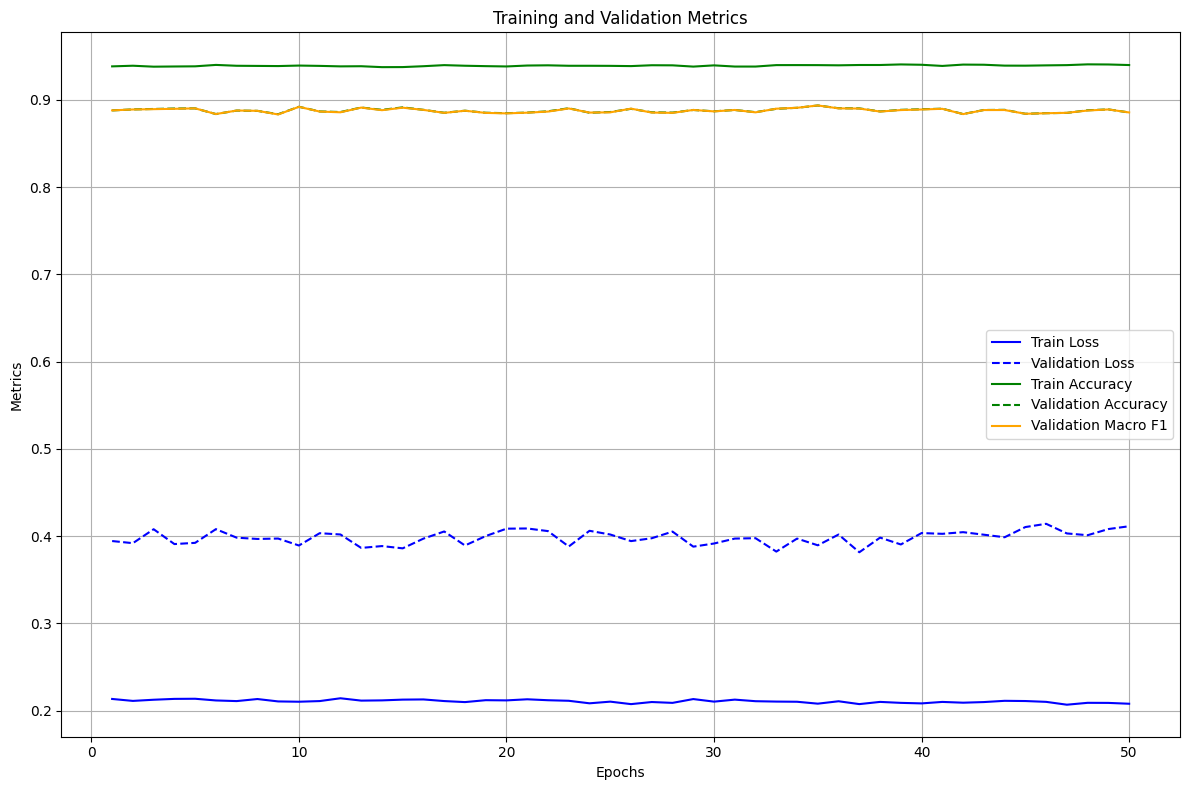 Training and Validation Metrics
Metrics
0.9
0.8
0.7
0.6
0.5
0.4
0.3
0.2
Train Loss
Validation Loss
Train Accuracy
Validation Accuracy
Validation Macro F1
0
10
20
30
40
50
Epochs